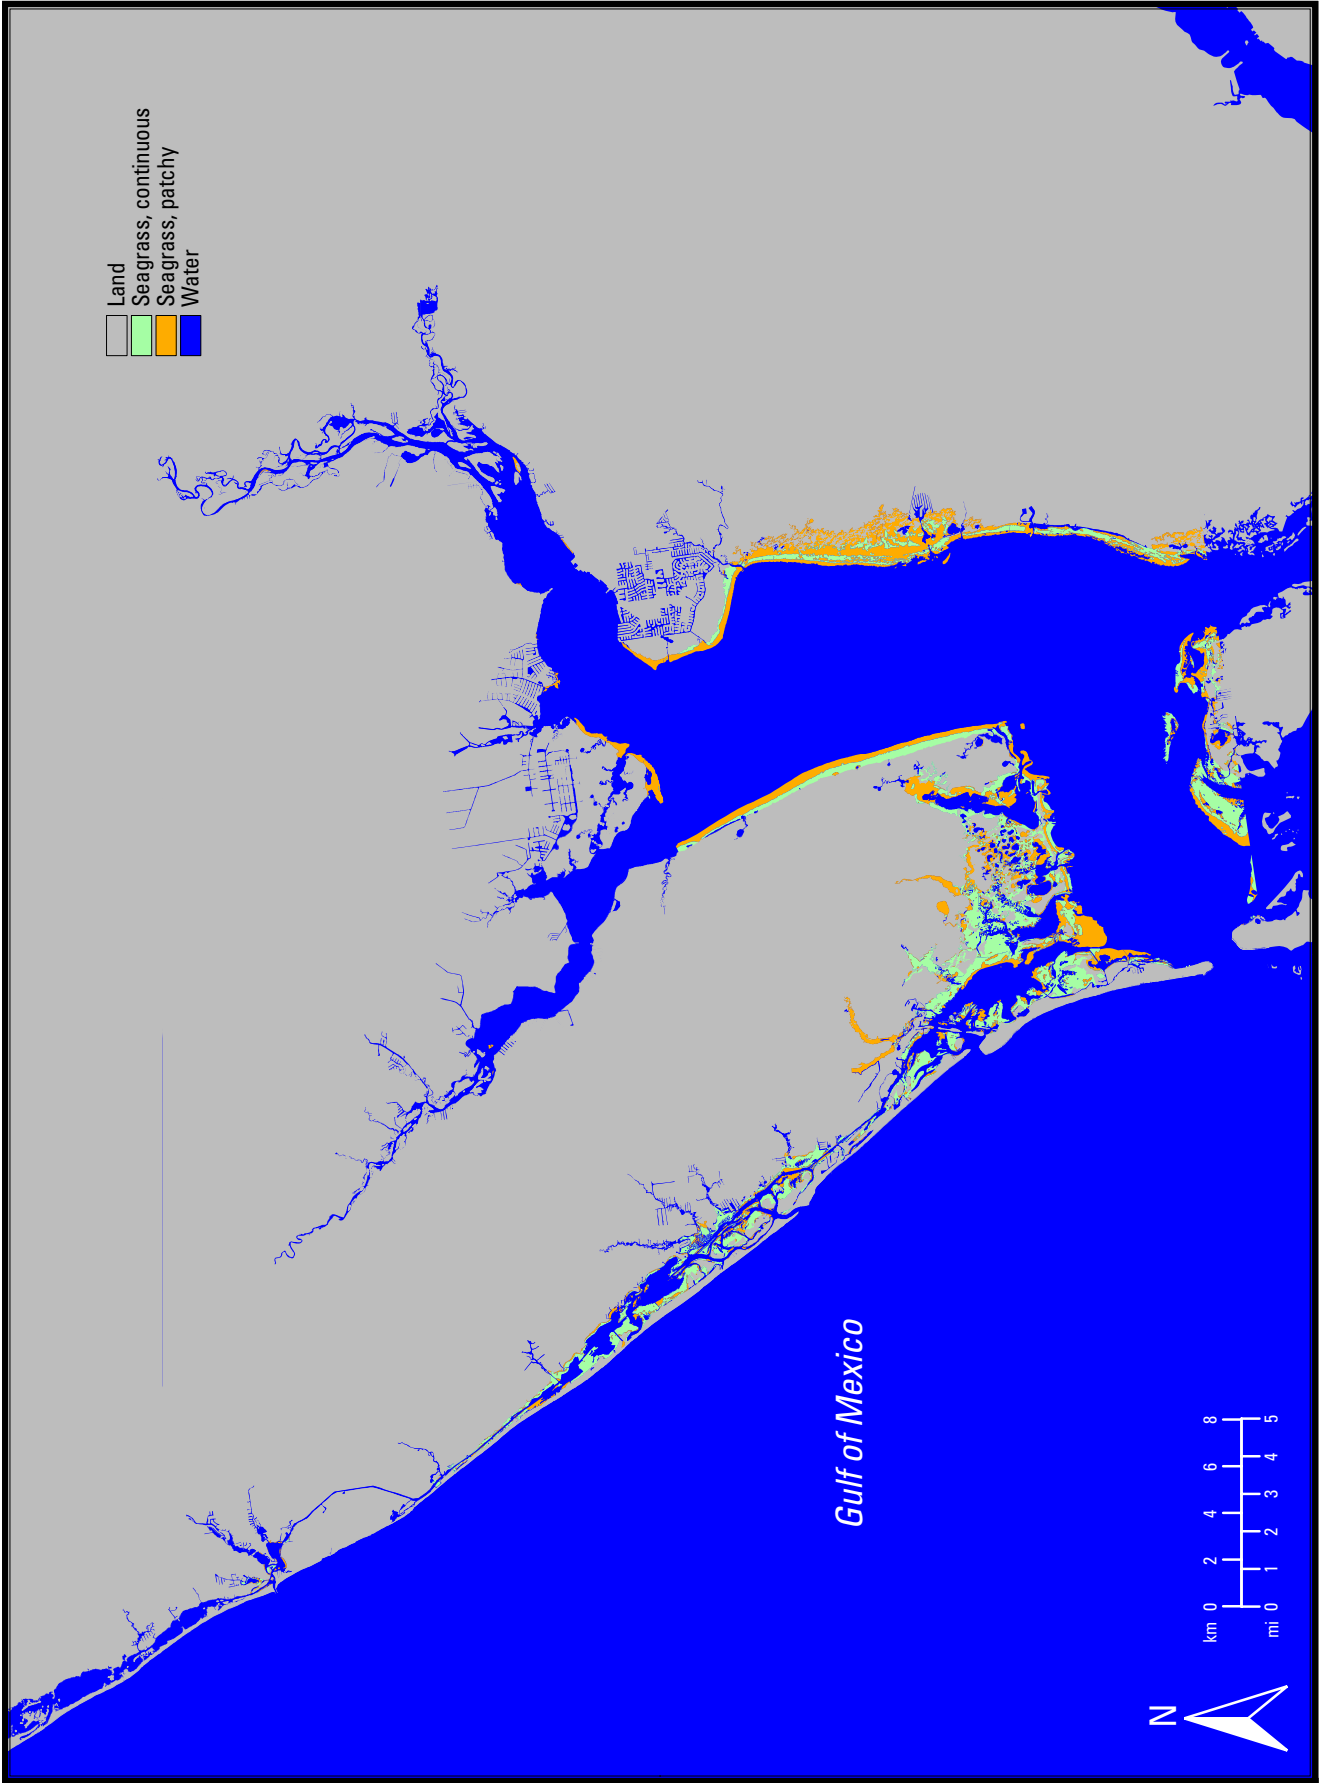 Land
Seagrass, continuous
Seagrass, patchy
Water
Gulf of Mexico
km 0 2 4 6 8
mi 0 1 2 3 4 5
N